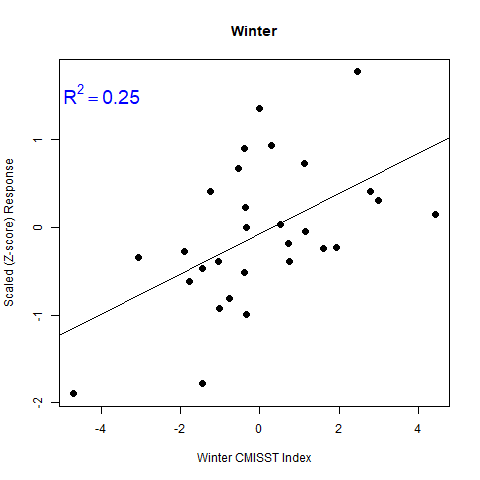 Winter
R² = 0.25
Scaled (Z-score) Response
1
0
-1
-2
-4 -2 0 2 4
Winter CMISST Index